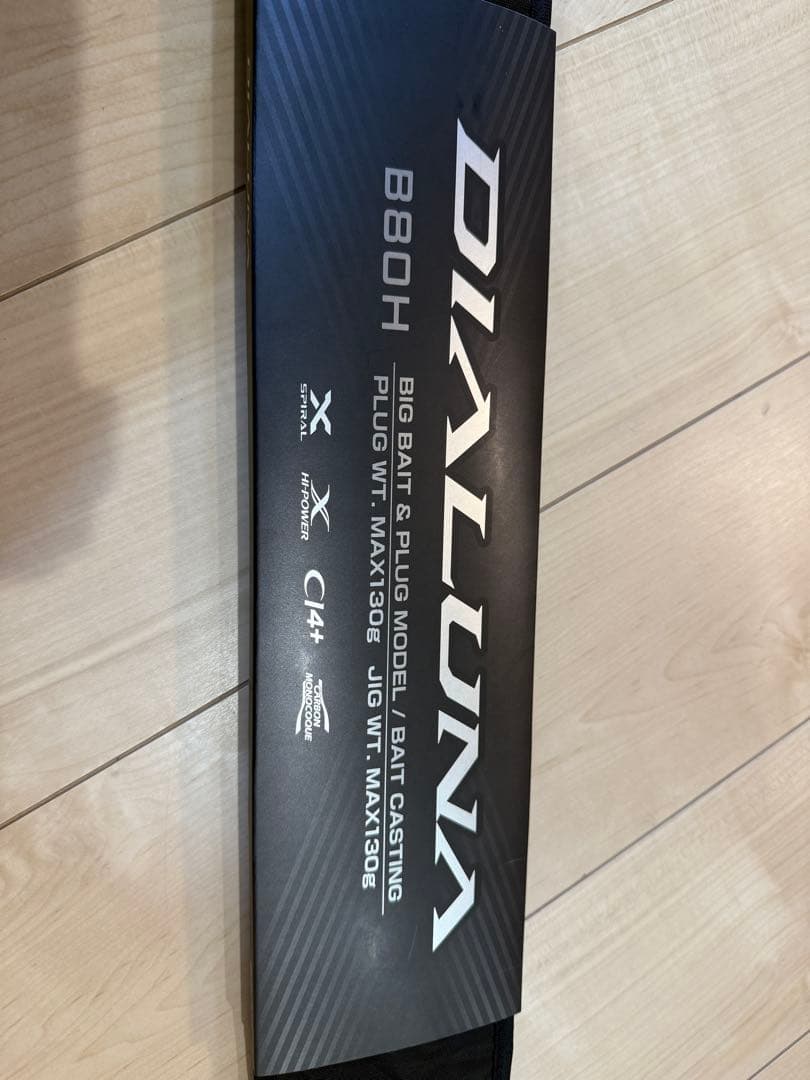 DIALUNA
B80H
BIG BAIT & PLUG MODEL / BAIT CASTING
PLUG WT. MAX130g JIG WT. MAX130g
X SPIRAL
X HI-POWER
CI4+
CARBON MONOCOQUE